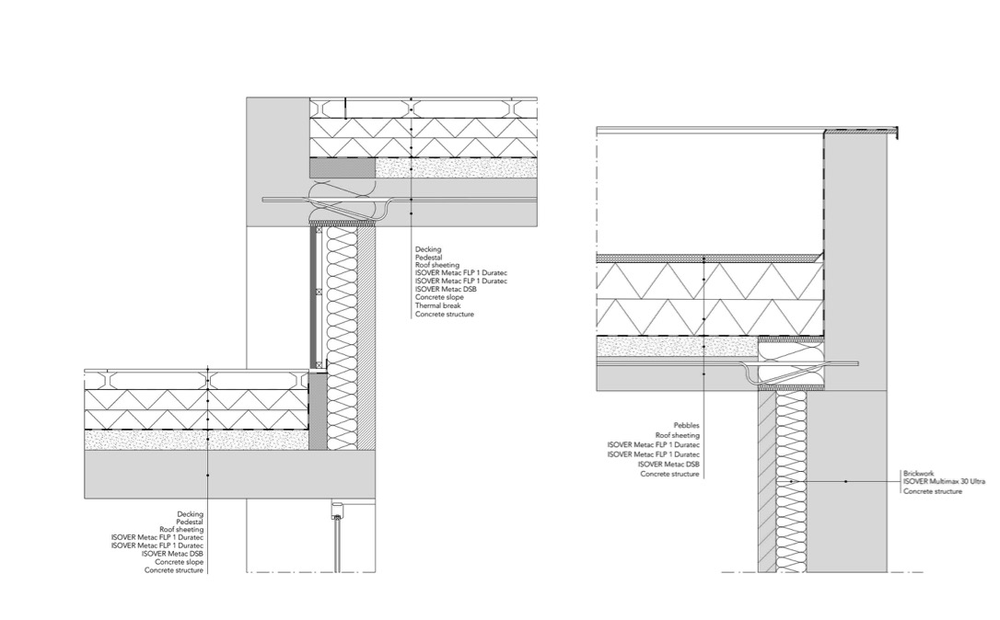 Decking
Pedestal
Roof sheeting
ISOVER Metac FLP 1 Duratec
ISOVER Metac FLP 1 Duratec
ISOVER Metac DSB
Concrete slope
Thermal break
Concrete structure
Decking
Pedestal
Roof sheeting
ISOVER Metac FLP 1 Duratec
ISOVER Metac FLP 1 Duratec
ISOVER Metac DSB
Concrete slope
Concrete structure
Pebbles
Roof sheeting
ISOVER Metac FLP 1 Duratec
ISOVER Metac FLP 1 Duratec
ISOVER Metac DSB
Concrete structure
Brickwork
ISOVER Multimax 30 Ultra
Concrete structure